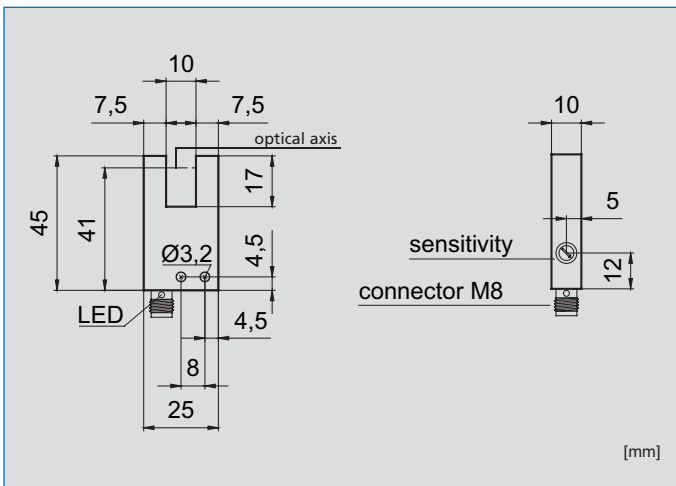 10
7,5
7,5
optical axis
45
41
17
Ø3,2
4,5
LED
4,5
8
25
10
5
sensitivity
12
connector M8
[mm]